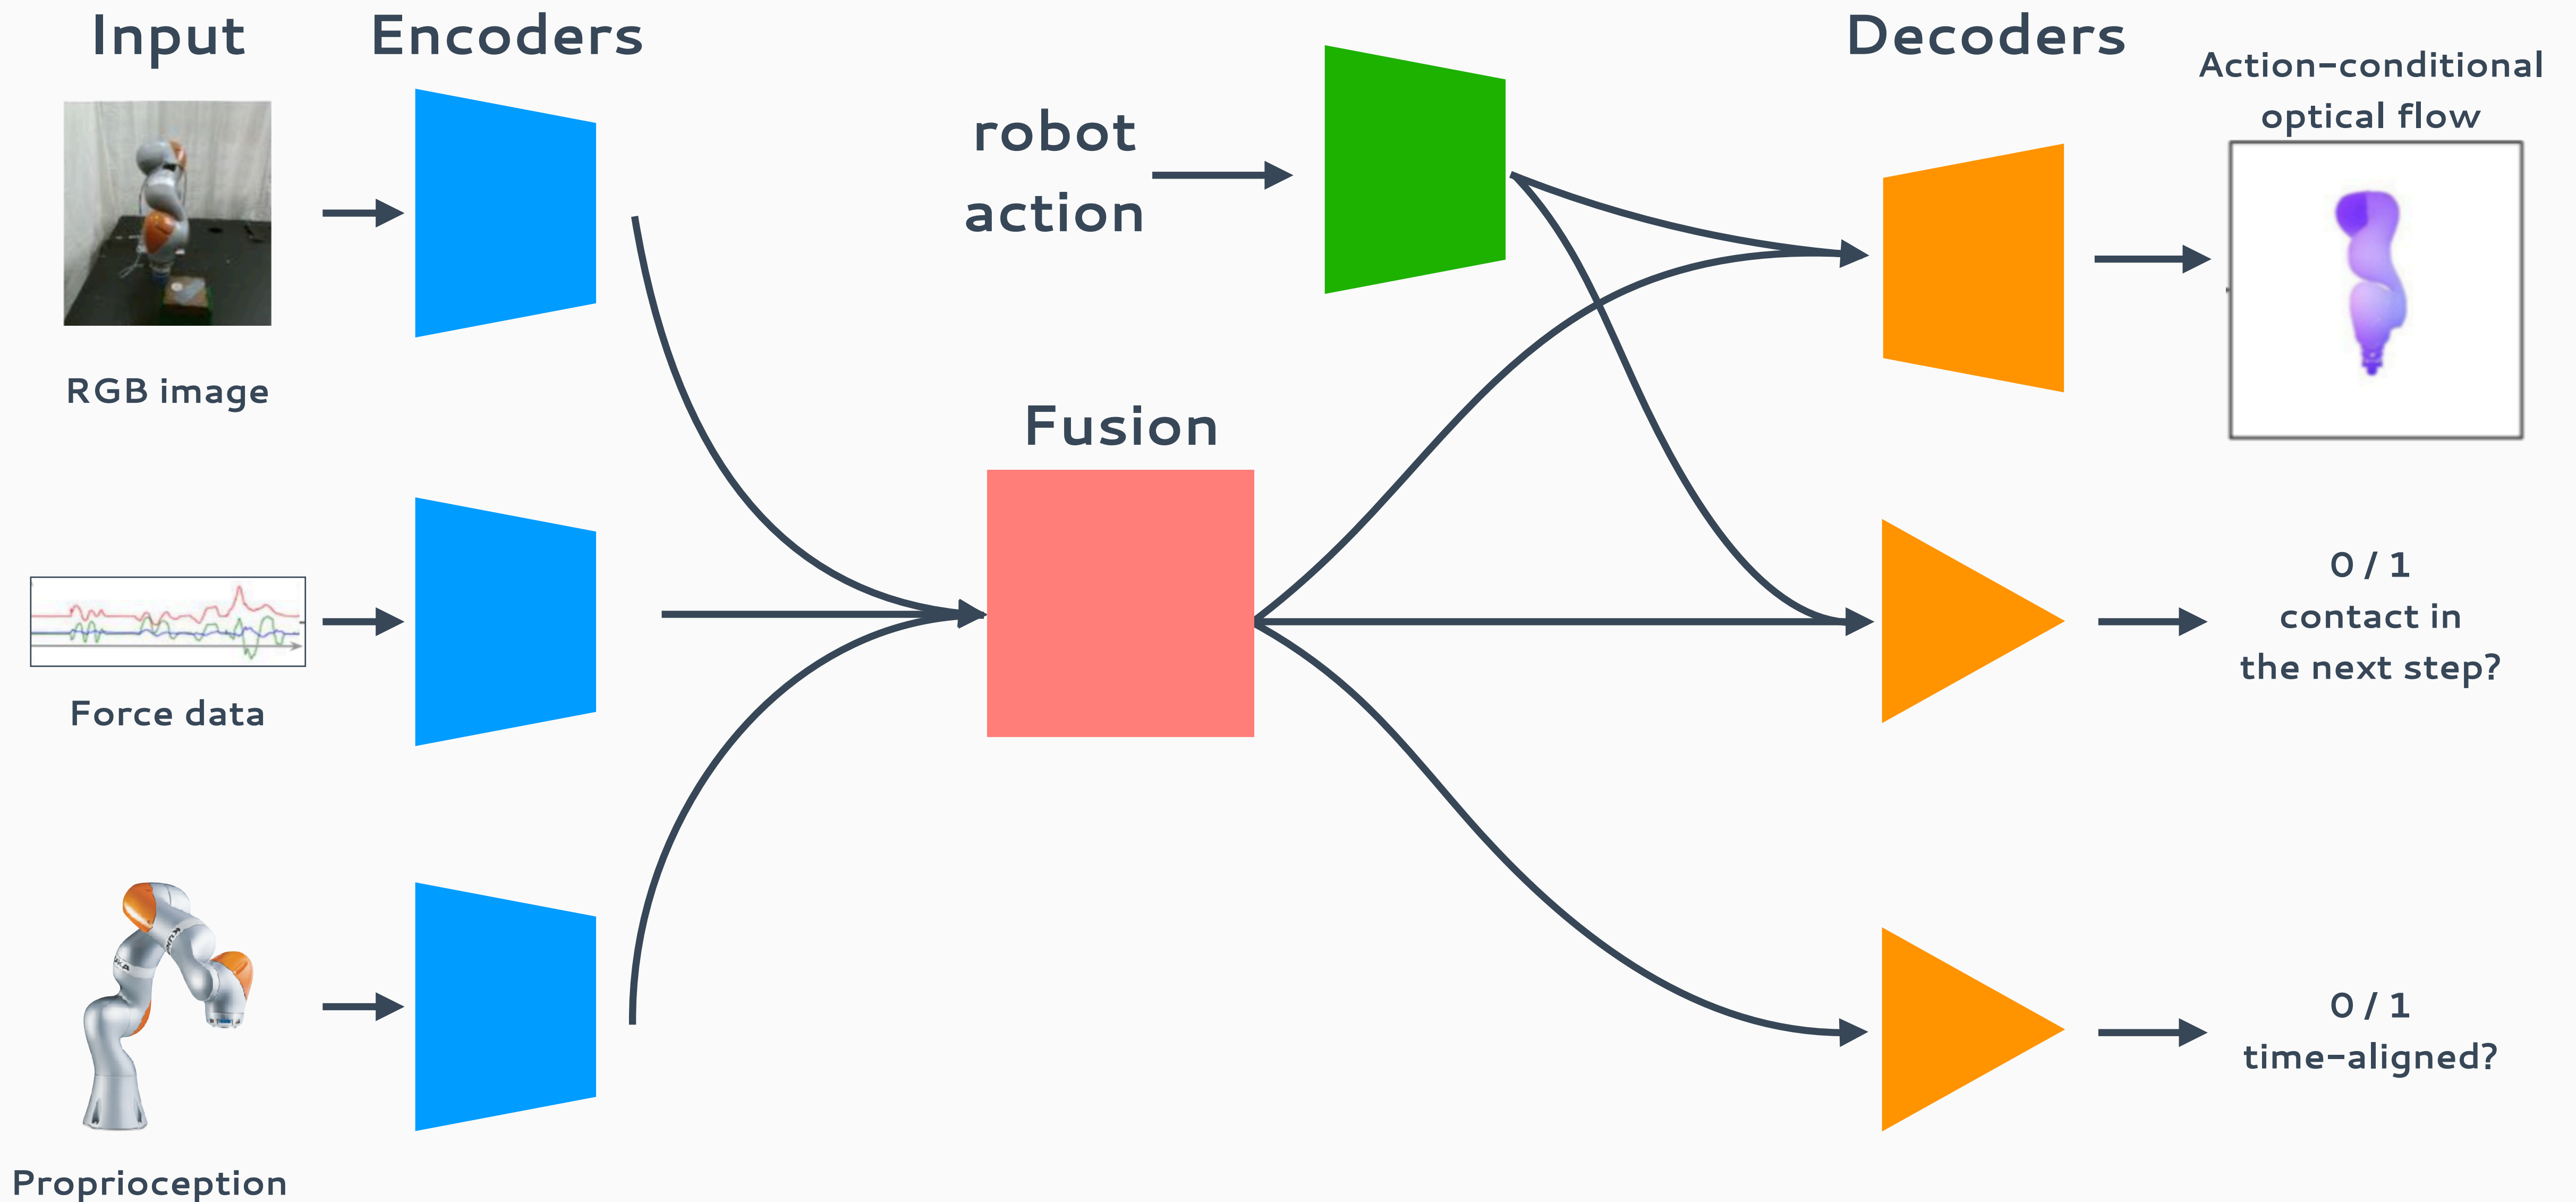 Input
Encoders
Decoders
Action-conditional
optical flow
robot
action
RGB image
Fusion
0 / 1
contact in
the next step?
Force data
0 / 1
time-aligned?
Proprioception